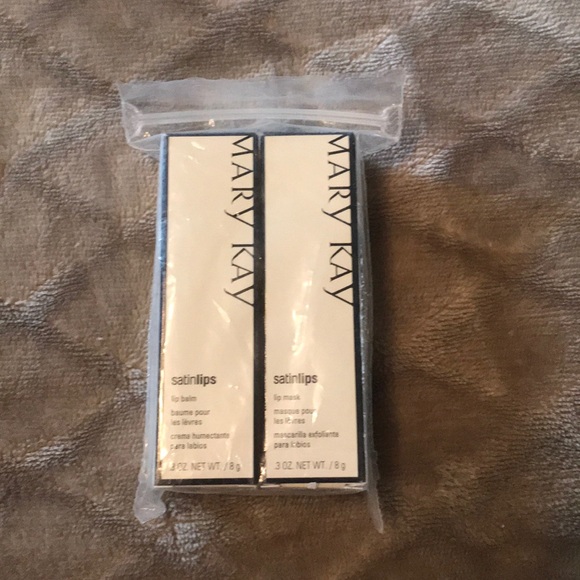 MARY KAY
satinlips
lip balm
baume pour
les lèvres
creme humectante
para labios
.3 OZ. NET WT. / 8 g
MARY KAY
satinlips
lip mask
masque pour
les lèvres
mascarilla exfoliante
para labios
.3 OZ. NET WT. / 8 g